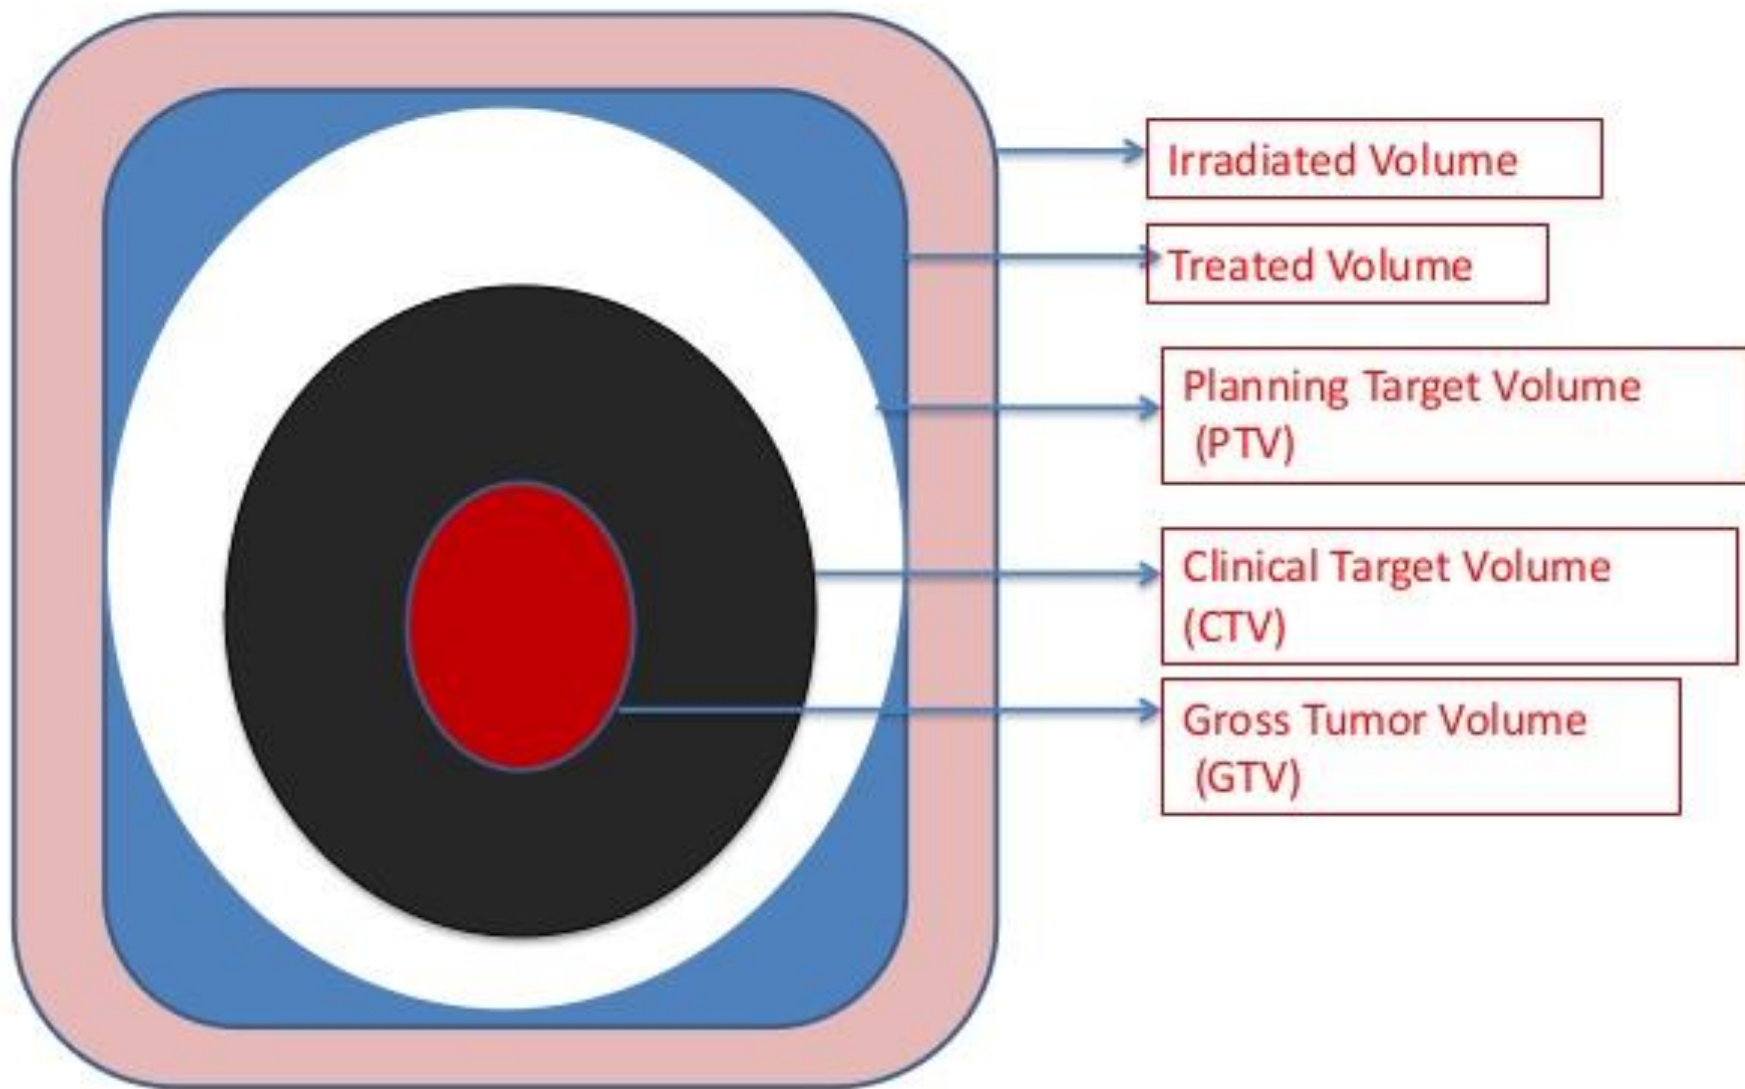 Irradiated Volume
Treated Volume
Planning Target Volume
(PTV)
Clinical Target Volume
(CTV)
Gross Tumor Volume
(GTV)